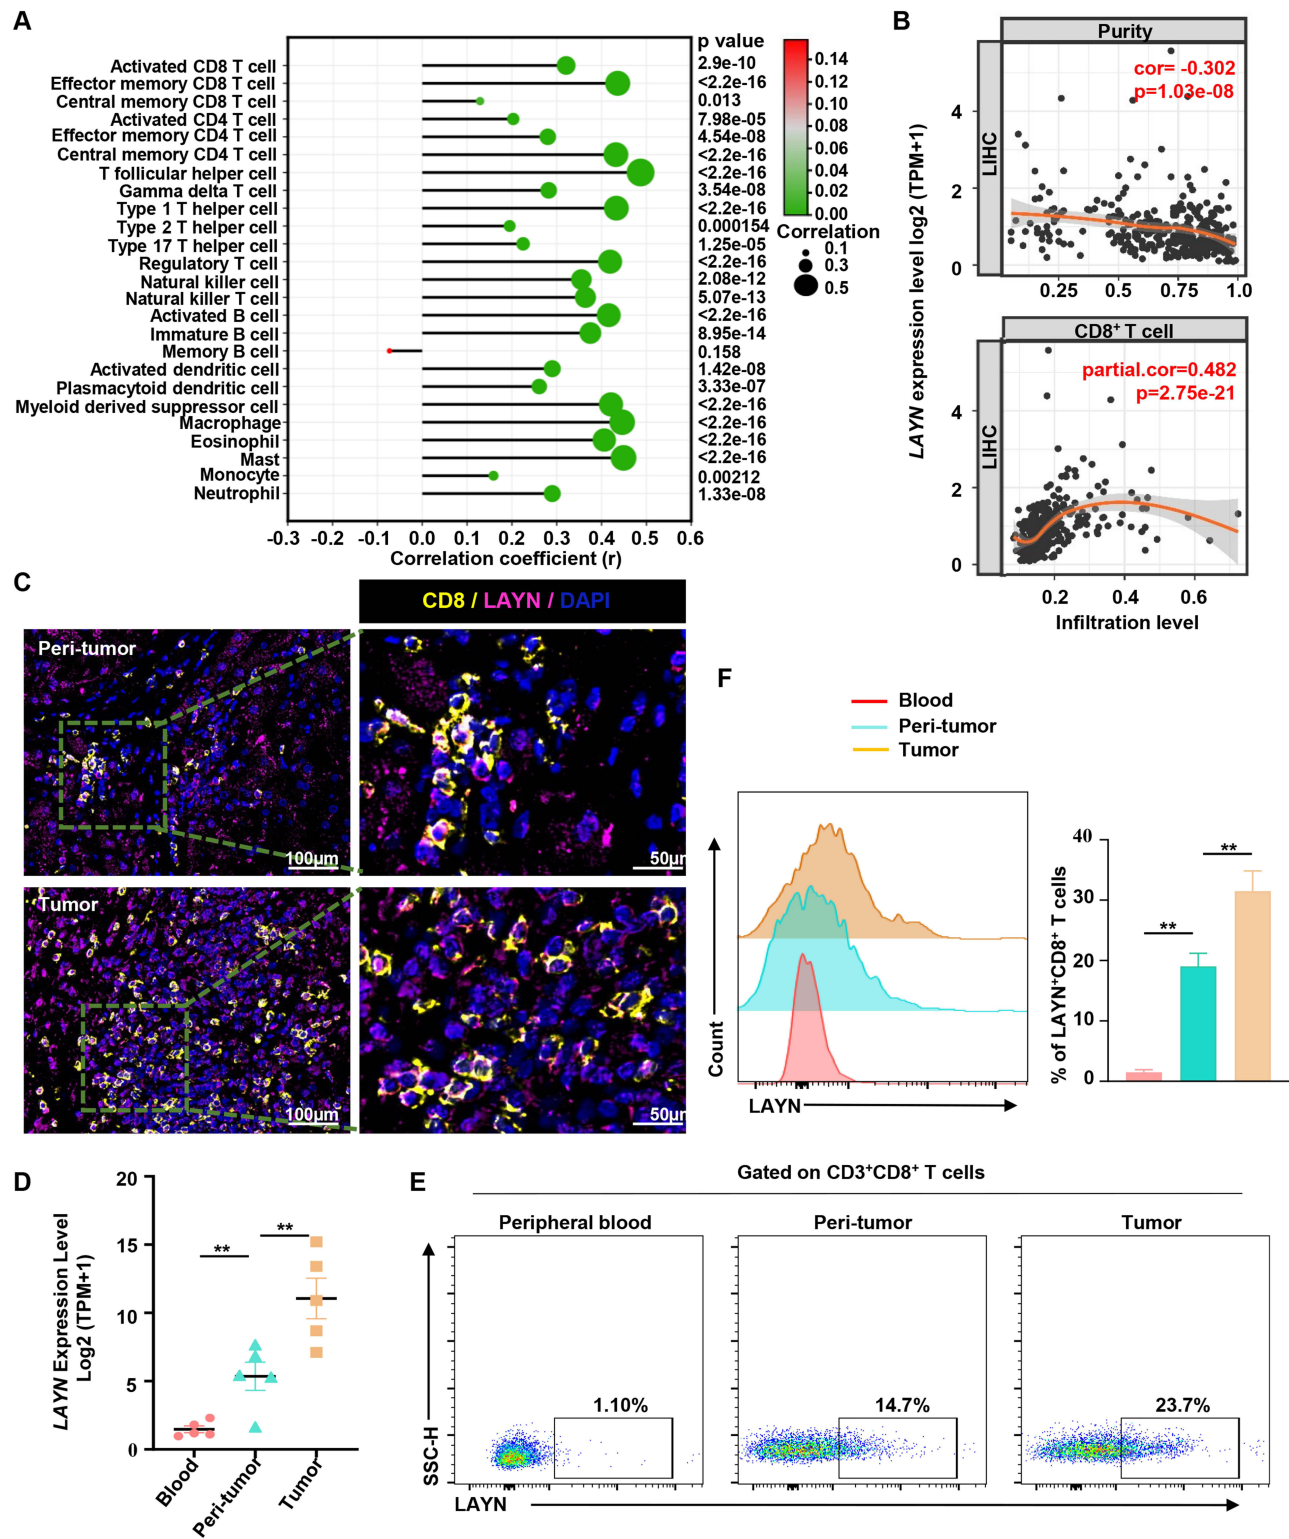 A
p value
Activated CD8 T cell 2.9e-10
Effector memory CD8 T cell <2.2e-16
Central memory CD8 T cell 0.013
Activated CD4 T cell 7.98e-05
Effector memory CD4 T cell 4.54e-08
Central memory CD4 T cell <2.2e-16
T follicular helper cell <2.2e-16
Gamma delta T cell 3.54e-08
Type 1 T helper cell <2.2e-16
Type 2 T helper cell 0.000154
Type 17 T helper cell 1.25e-05
Regulatory T cell <2.2e-16
Natural killer cell 2.08e-12
Natural killer T cell 5.07e-13
Activated B cell <2.2e-16
Immature B cell 8.95e-14
Memory B cell 0.158
Activated dendritic cell 1.42e-08
Plasmacytoid dendritic cell 3.33e-07
Myeloid derived suppressor cell <2.2e-16
Macrophage <2.2e-16
Eosinophil <2.2e-16
Mast <2.2e-16
Monocyte 0.00212
Neutrophil 1.33e-08
-0.3 -0.2 -0.1 0.0 0.1 0.2 0.3 0.4 0.5 0.6
Correlation coefficient (r)
0.14
0.12
0.10
0.08
0.06
0.04
0.02
0.00
Correlation
0.1
0.3
0.5
B
Purity
cor= -0.302
p=1.03e-08
LIHC
4
2
0
0.25 0.50 0.75 1.0
LAYN expression level log2 (TPM+1)
CD8⁺ T cell
partial.cor=0.482
p=2.75e-21
LIHC
4
2
0
0.2 0.4 0.6
Infiltration level
C
CD8 / LAYN / DAPI
Peri-tumor
100μm
50μm
Tumor
100μm
50μm
F
Blood
Peri-tumor
Tumor
Count
LAYN
% of LAYN⁺CD8⁺ T cells
40
30
20
10
0
**
**
D
LAYN Expression Level
Log2 (TPM+1)
20
15
10
5
0
**
**
Blood
Peri-tumor
Tumor
E
Gated on CD3⁺CD8⁺ T cells
Peripheral blood Peri-tumor Tumor
1.10% 14.7% 23.7%
SSC-H
LAYN